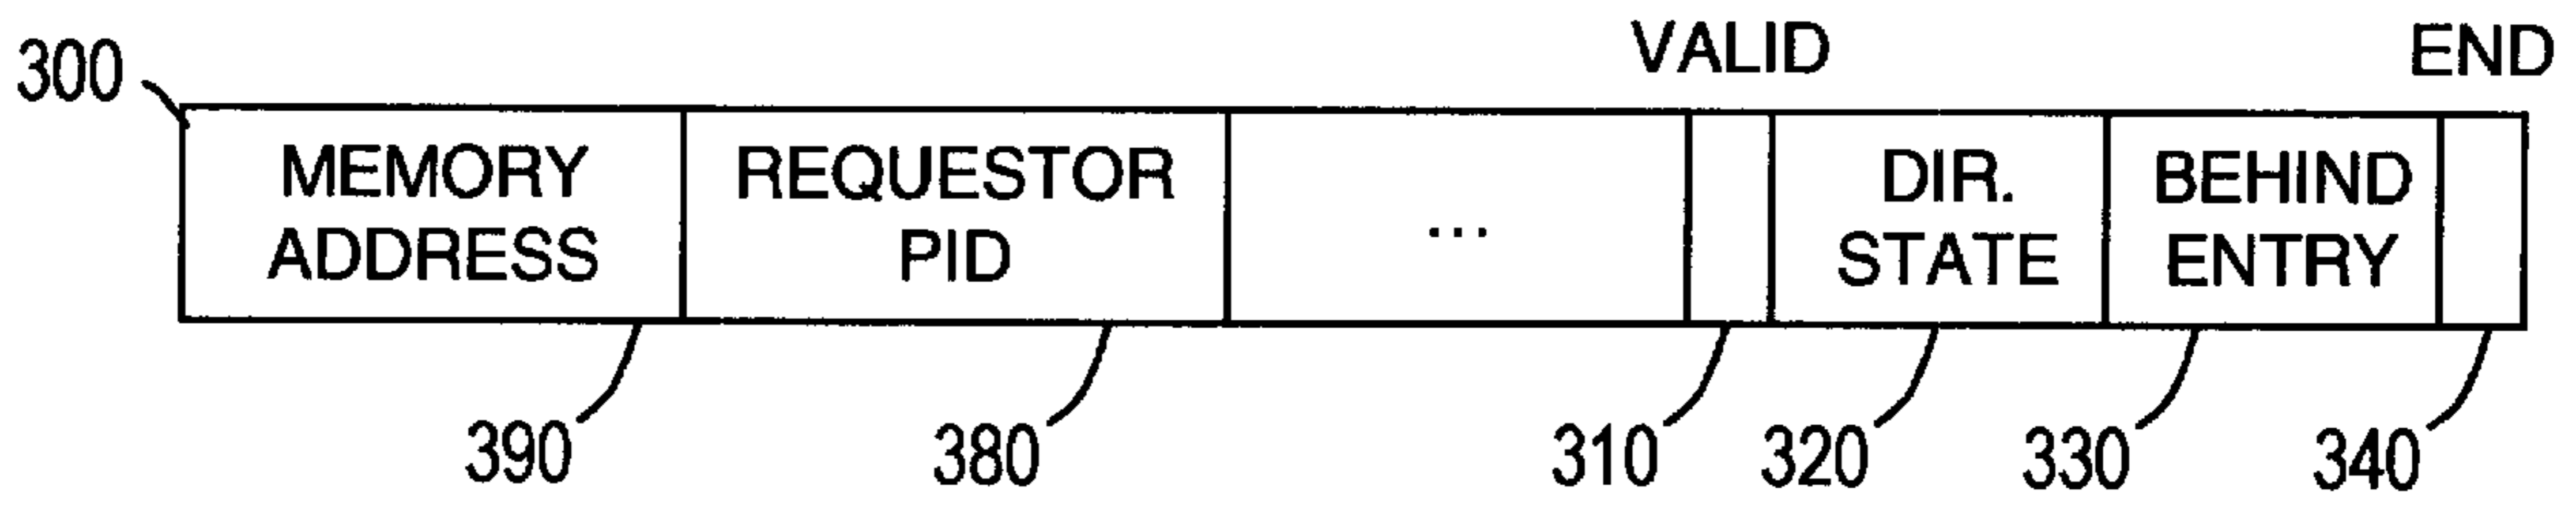 VALID END
300
MEMORY REQUESTOR DIR. BEHIND
ADDRESS PID ... STATE ENTRY
390 380 310 320 330 340